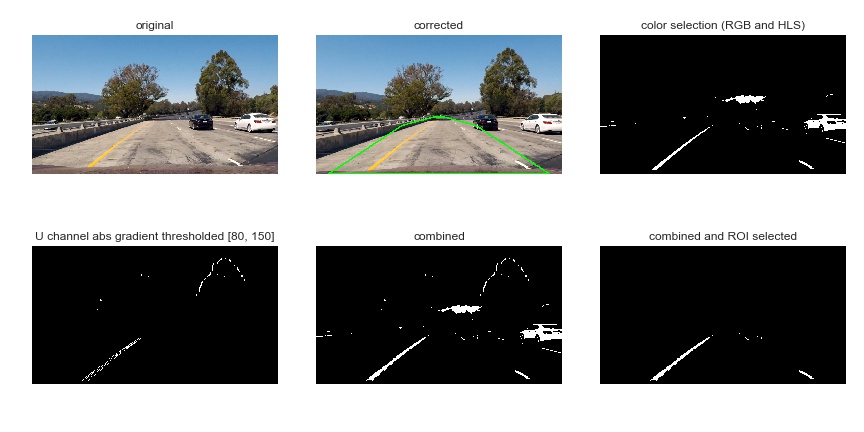 original
corrected
color selection (RGB and HLS)
U channel abs gradient thresholded [80, 150]
combined
combined and ROI selected